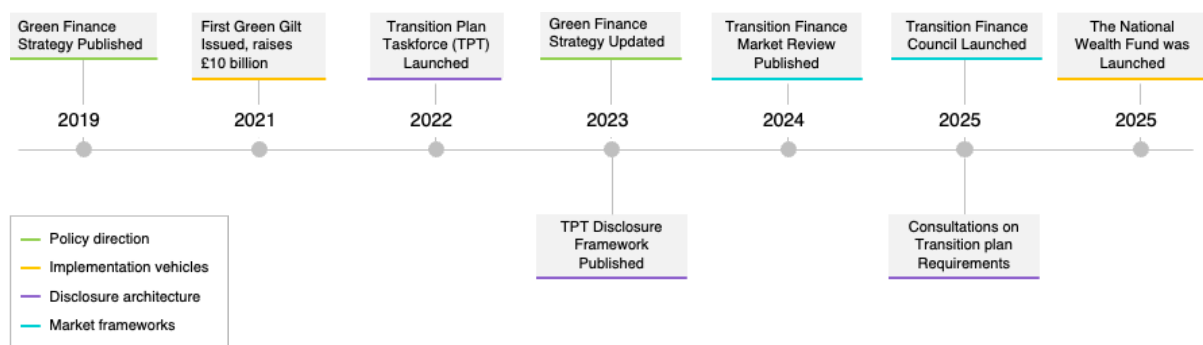 Green Finance
Strategy Published
First Green Gilt
Issued, raises
£10 billion
Transition Plan
Taskforce (TPT)
Launched
Green Finance
Strategy Updated
Transition Finance
Market Review
Published
Transition Finance
Council Launched
The National
Wealth Fund was
Launched
2019
2021
2022
2023
2024
2025
2025
TPT Disclosure
Framework
Published
Consultations on
Transition plan
Requirements
Policy direction
Implementation vehicles
Disclosure architecture
Market frameworks